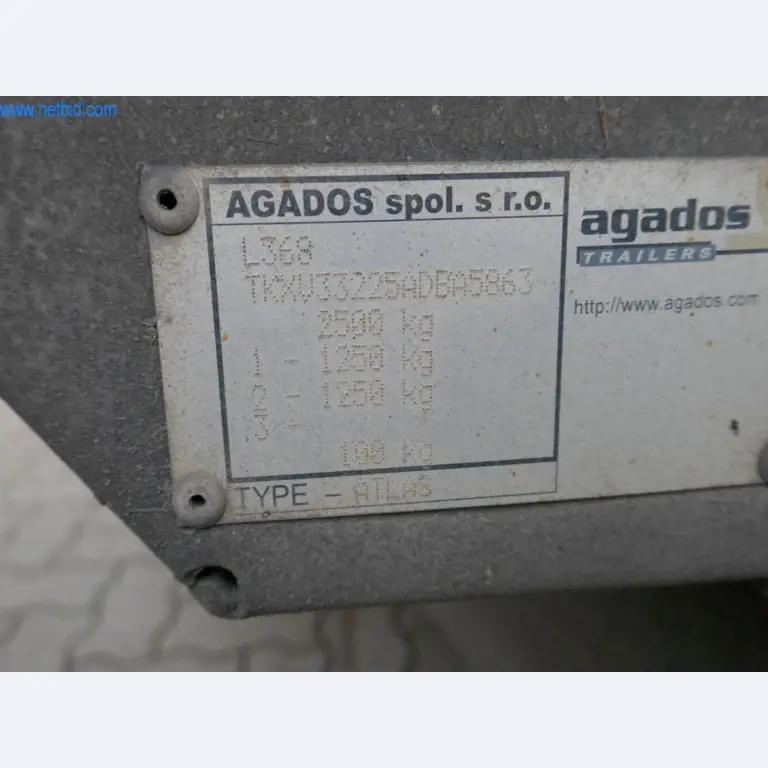 www.netbid.com
AGADOS spol. s r.o.
L368
TKXV33225ADBA5863
2500 kg
1 - 1250 kg
2 - 1250 kg
3 -
100 kg
TYPE - ATLAS
agados
TRAILERS
http://www.agados.com